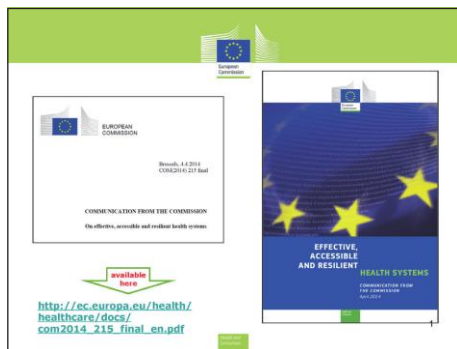 European
Commission
EUROPEAN
COMMISSION
Brussels, 4.4.2014
COM(2014) 215 final
COMMUNICATION FROM THE COMMISSION
On effective, accessible and resilient health systems
available
here
http://ec.europa.eu/health/
healthcare/docs/
com2014_215_final_en.pdf
EFFECTIVE,
ACCESSIBLE
AND RESILIENT
HEALTH SYSTEMS
COMMUNICATION FROM
THE COMMISSION
April 2014
1